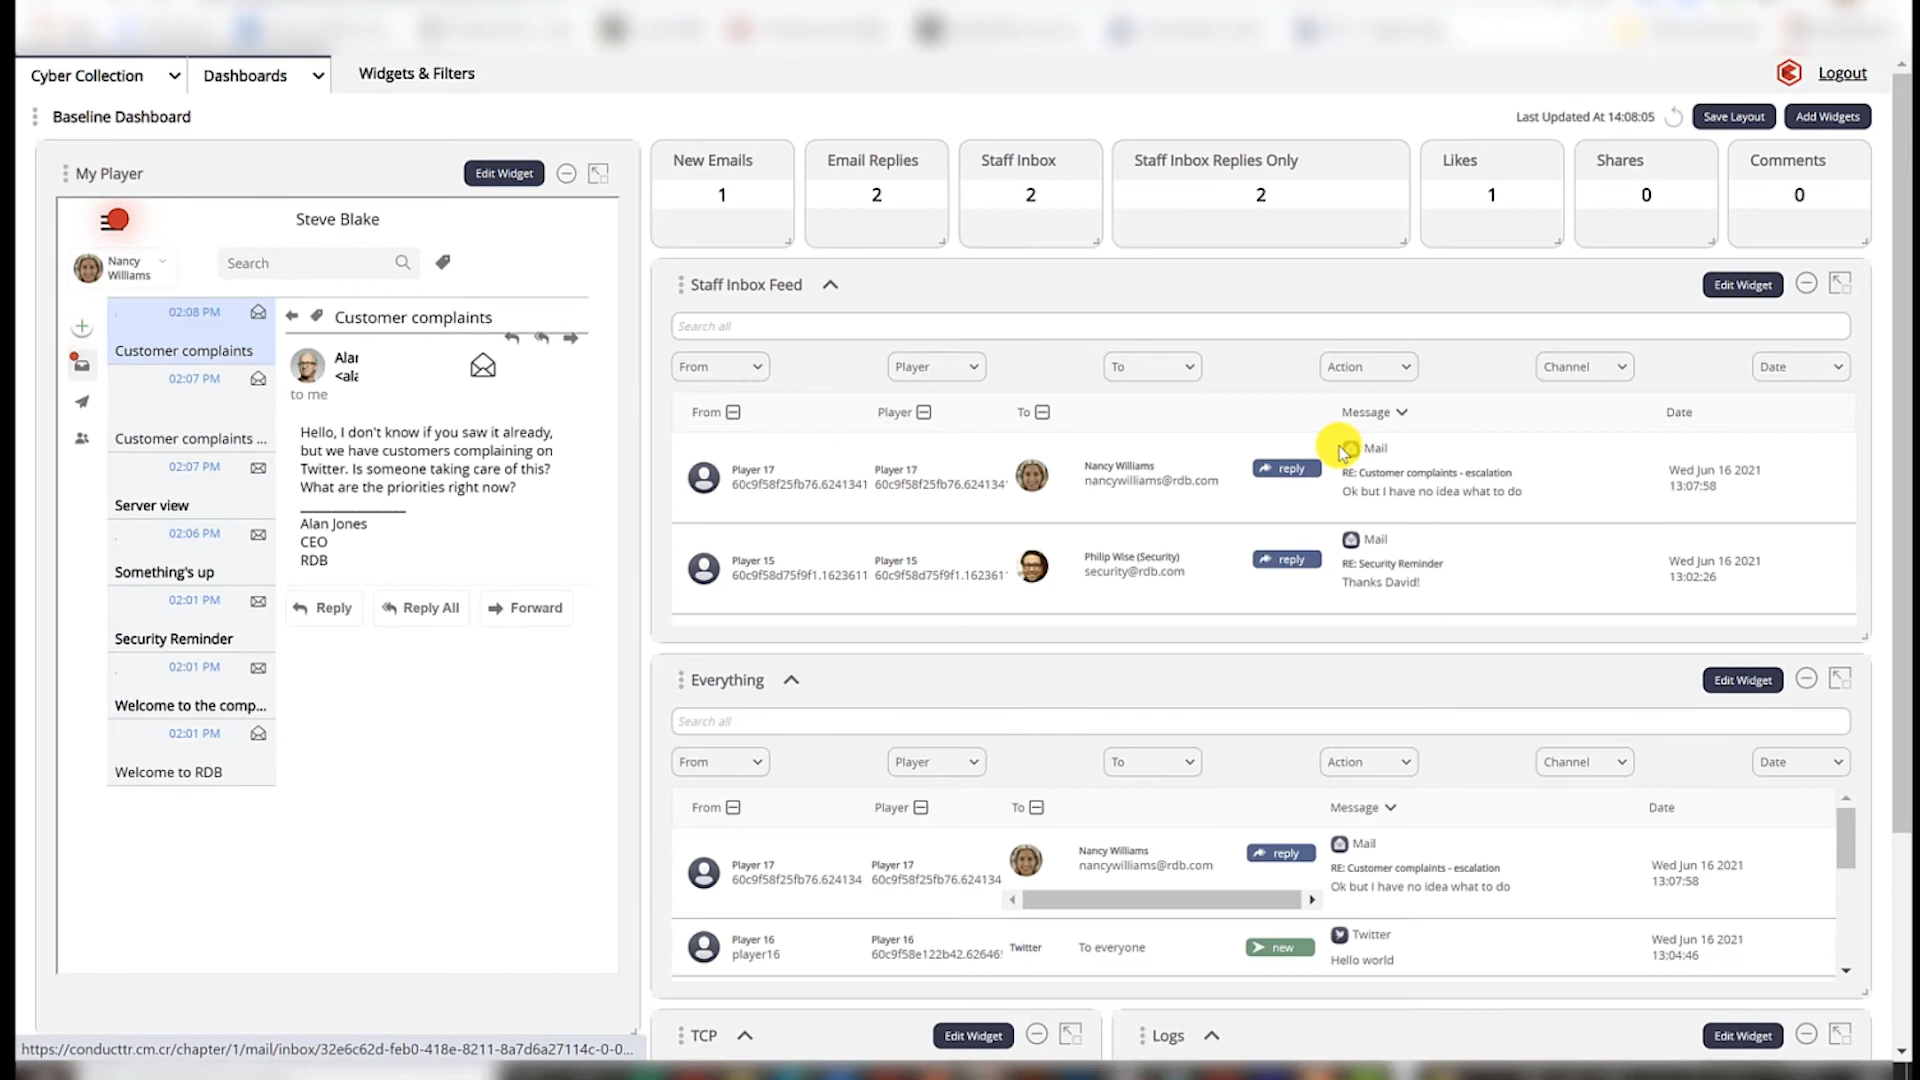 Cyber Collection
Dashboards
Widgets & Filters
Logout
Baseline Dashboard
Last Updated At 14:08:05
Save Layout
Add Widgets
My Player
Edit Widget
Steve Blake
Nancy
Williams
Search
02:08 PM
Customer complaints
02:07 PM
Customer complaints ...
02:07 PM
Server view
02:06 PM
Something's up
02:01 PM
Security Reminder
02:01 PM
Welcome to the comp...
02:01 PM
Welcome to RDB
Customer complaints
Alar
<ala
to me
Hello, I don't know if you saw it already,
but we have customers complaining on
Twitter. Is someone taking care of this?
What are the priorities right now?
Alan Jones
CEO
RDB
Reply
Reply All
Forward
New Emails
1
Email Replies
2
Staff Inbox
2
Staff Inbox Replies Only
2
Likes
1
Shares
0
Comments
0
Staff Inbox Feed
Edit Widget
Search all
From
Player
To
Action
Channel
Date
From
Player
To
Message
Date
Player 17
60c9f58f25fb76.6241341
Player 17
60c9f58f25fb76.624134
Nancy Williams
nancywilliams@rdb.com
reply
Mail
RE: Customer complaints - escalation
Ok but I have no idea what to do
Wed Jun 16 2021
13:07:58
Player 15
60c9f58d75f9f1.1623611
Player 15
60c9f58d75f9f1.162361
Philip Wise (Security)
security@rdb.com
reply
Mail
RE: Security Reminder
Thanks David!
Wed Jun 16 2021
13:02:26
Everything
Edit Widget
Search all
From
Player
To
Action
Channel
Date
From
Player
To
Message
Date
Player 17
60c9f58f25fb76.624134
Player 17
60c9f58f25fb76.624134
Nancy Williams
nancywilliams@rdb.com
reply
Mail
RE: Customer complaints - escalation
Ok but I have no idea what to do
Wed Jun 16 2021
13:07:58
Player 16
player16
Player 16
60c9f58e122b42.62646
Twitter
To everyone
new
Twitter
Hello world
Wed Jun 16 2021
13:04:46
TCP
Edit Widget
Logs
Edit Widget
https://conducttr.cm.cr/chapter/1/mail/inbox/32e6c62d-feb0-418e-8211-8a7d6a27114c-0-0...